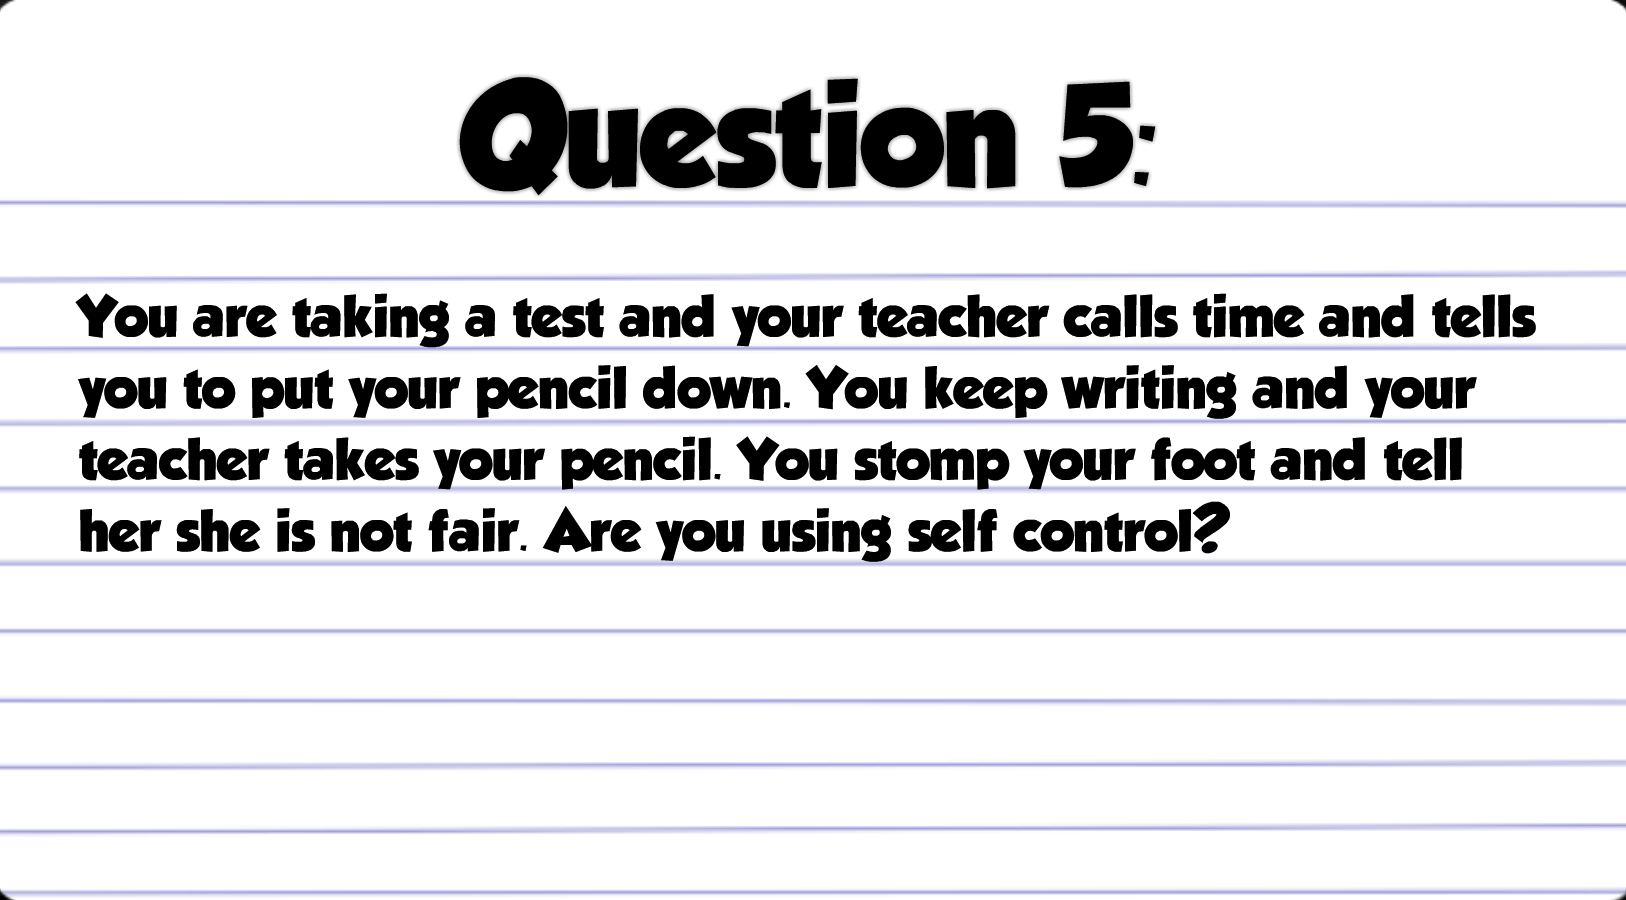 Question 5:
You are taking a test and your teacher calls time and tells
you to put your pencil down. You keep writing and your
teacher takes your pencil. You stomp your foot and tell
her she is not fair. Are you using self control?